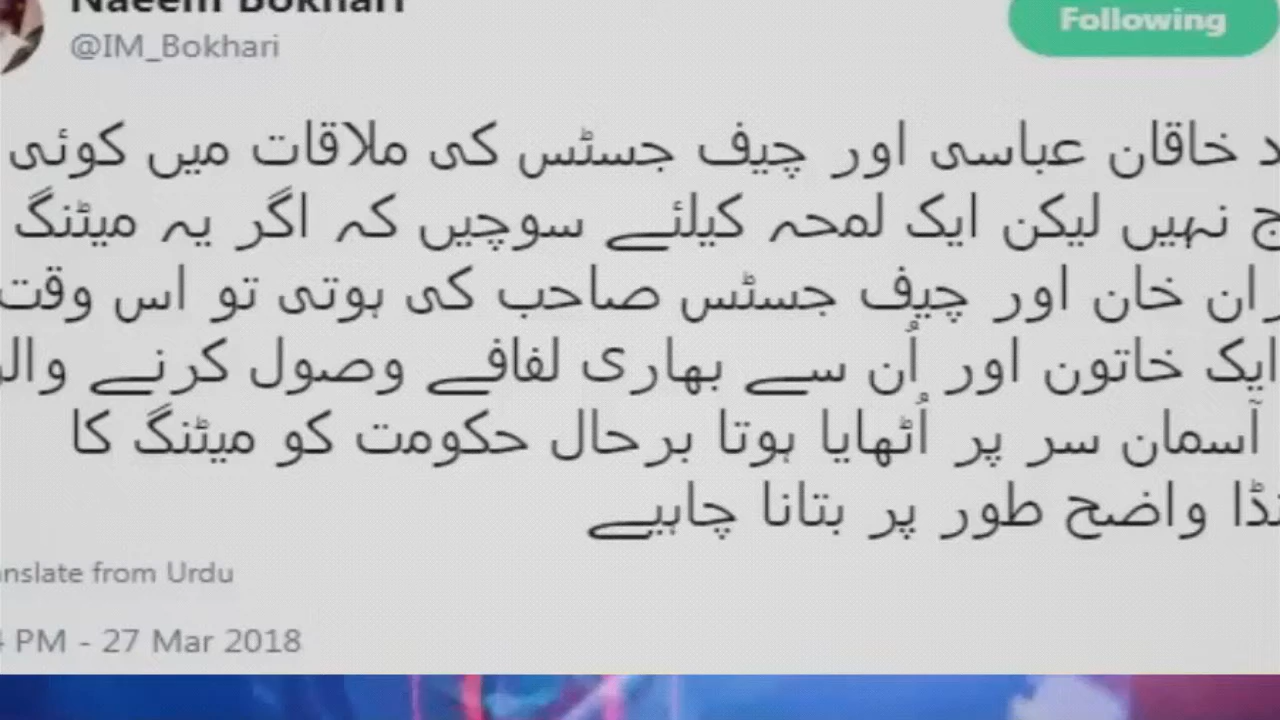 Naeem Bokhari
@IM_Bokhari
Following
خاقان عباسی اور چیف جسٹس کی ملاقات میں کوئی
نہیں لیکن ایک لمحہ کیلئے سوچیں کہ اگر یہ میٹنگ
خان اور چیف جسٹس صاحب کی ہوتی تو اس وقت
ایک خاتون اور اُن سے بھاری لفافے وصول کرنے
آسمان سر پر اُٹھایا ہوتا برحال حکومت کو میٹنگ کا
واضح طور پر بتانا چاہیے
from Urdu
PM - 27 Mar 2018